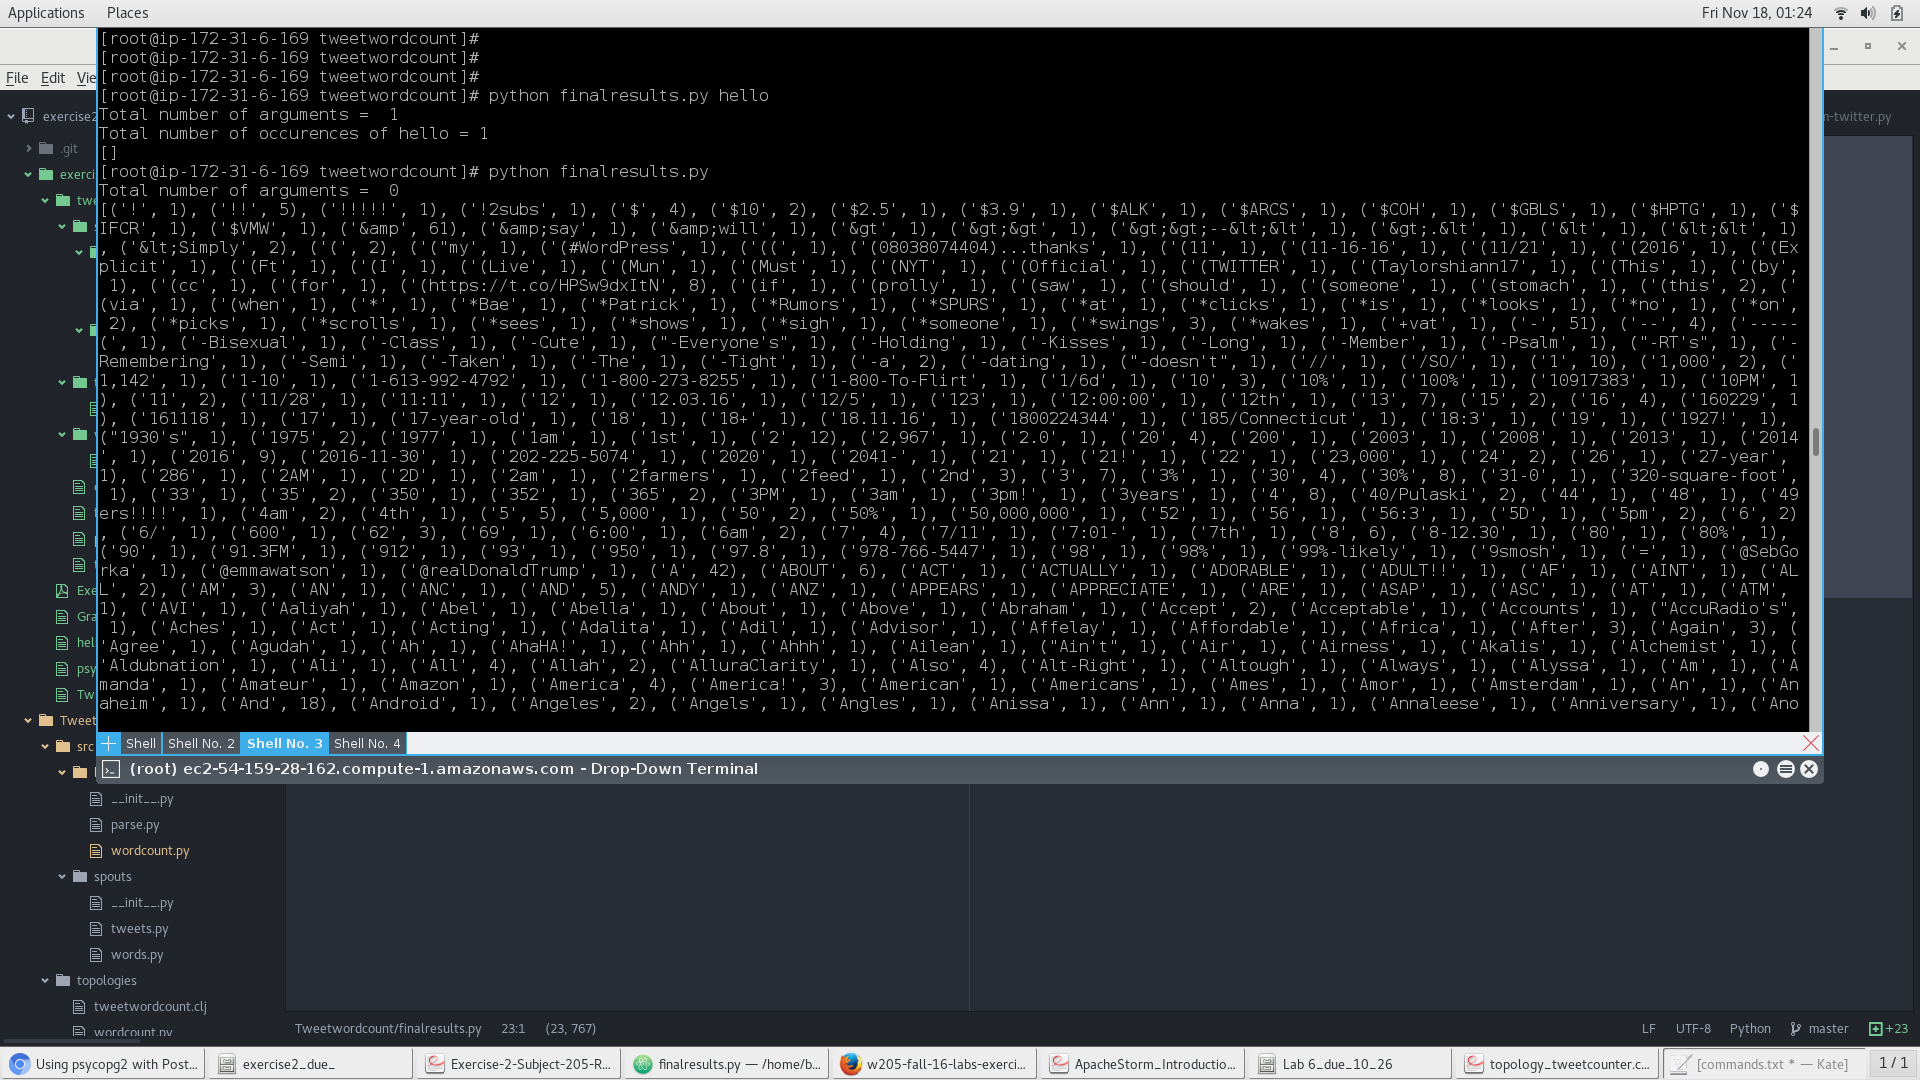 Applications Places Fri Nov 18, 01:24
[root@ip-172-31-6-169 tweetwordcount]#
[root@ip-172-31-6-169 tweetwordcount]#
[root@ip-172-31-6-169 tweetwordcount]#
[root@ip-172-31-6-169 tweetwordcount]# python finalresults.py hello
Total number of arguments =  1
Total number of occurences of hello = 1
[]
[root@ip-172-31-6-169 tweetwordcount]# python finalresults.py
Total number of arguments =  0
[('!', 1), ('!!', 5), ('!!!!!', 1), ('!2subs', 1), ('$', 4), ('$10', 2), ('$2.5', 1), ('$3.9', 1), ('$ALK', 1), ('$ARCS', 1), ('$COH', 1), ('$GBLS', 1), ('$HPTG', 1), ('$
IFCR', 1), ('$VMW', 1), ('&amp', 61), ('&amp;say', 1), ('&amp;will', 1), ('&gt', 1), ('&gt;&gt', 1), ('&gt;&gt;--&lt;&lt', 1), ('&gt;.&lt', 1), ('&lt', 1), ('&lt;&lt', 1)
, ('&lt;Simply', 2), ('(', 2), ('("my', 1), ('(#WordPress', 1), ('((', 1), ('(08038074404)...thanks', 1), ('(11', 1), ('(11-16-16', 1), ('(11/21', 1), ('(2016', 1), ('(Ex
plicit', 1), ('(Ft', 1), ('(I', 1), ('(Live', 1), ('(Mun', 1), ('(Must', 1), ('(NYT', 1), ('(Official', 1), ('(TWITTER', 1), ('(Taylorshiann17', 1), ('(This', 1), ('(by',
 1), ('(cc', 1), ('(for', 1), ('(https://t.co/HPSw9dxItN', 8), ('(if', 1), ('(prolly', 1), ('(saw', 1), ('(should', 1), ('(someone', 1), ('(stomach', 1), ('(this', 2), ('
(via', 1), ('(when', 1), ('*', 1), ('*Bae', 1), ('*Patrick', 1), ('*Rumors', 1), ('*SPURS', 1), ('*at', 1), ('*clicks', 1), ('*is', 1), ('*looks', 1), ('*no', 1), ('*on',
 2), ('*picks', 1), ('*scrolls', 1), ('*sees', 1), ('*shows', 1), ('*sigh', 1), ('*someone', 1), ('*swings', 3), ('*wakes', 1), ('+vat', 1), ('-', 51), ('--', 4), ('-----
(', 1), ('-Bisexual', 1), ('-Class', 1), ('-Cute', 1), ("-Everyone's", 1), ('-Holding', 1), ('-Kisses', 1), ('-Long', 1), ('-Member', 1), ('-Psalm', 1), ("-RT's", 1), ('-
Remembering', 1), ('-Semi', 1), ('-Taken', 1), ('-The', 1), ('-Tight', 1), ('-a', 2), ('-dating', 1), ("-doesn't", 1), ('//', 1), ('/SO/', 1), ('1', 10), ('1,000', 2), ('
1,142', 1), ('1-10', 1), ('1-613-992-4792', 1), ('1-800-273-8255', 1), ('1-800-To-Flirt', 1), ('1/6d', 1), ('10', 3), ('10%', 1), ('100%', 1), ('10917383', 1), ('10PM', 1
), ('11', 2), ('11/28', 1), ('11:11', 1), ('12', 1), ('12.03.16', 1), ('12/5', 1), ('123', 1), ('12:00:00', 1), ('12th', 1), ('13', 7), ('15', 2), ('16', 4), ('160229', 1
), ('161118', 1), ('17', 1), ('17-year-old', 1), ('18', 1), ('18+', 1), ('18.11.16', 1), ('1800224344', 1), ('185/Connecticut', 1), ('18:3', 1), ('19', 1), ('1927!', 1),
("1930's", 1), ('1975', 2), ('1977', 1), ('1am', 1), ('1st', 1), ('2', 12), ('2,967', 1), ('2.0', 1), ('20', 4), ('200', 1), ('2003', 1), ('2008', 1), ('2013', 1), ('2014
', 1), ('2016', 9), ('2016-11-30', 1), ('202-225-5074', 1), ('2020', 1), ('2041-', 1), ('21', 1), ('21!', 1), ('22', 1), ('23,000', 1), ('24', 2), ('26', 1), ('27-year',
1), ('286', 1), ('2AM', 1), ('2D', 1), ('2am', 1), ('2farmers', 1), ('2feed', 1), ('2nd', 3), ('3', 7), ('3%', 1), ('30', 4), ('30%', 8), ('31-0', 1), ('320-square-foot',
 1), ('33', 1), ('35', 2), ('350', 1), ('352', 1), ('365', 2), ('3PM', 1), ('3am', 1), ('3pm!', 1), ('3years', 1), ('4', 8), ('40/Pulaski', 2), ('44', 1), ('48', 1), ('49
ers!!!!', 1), ('4am', 2), ('4th', 1), ('5', 5), ('5,000', 1), ('50', 2), ('50%', 1), ('50,000,000', 1), ('52', 1), ('56', 1), ('56:3', 1), ('5D', 1), ('5pm', 2), ('6', 2)
, ('6/', 1), ('600', 1), ('62', 3), ('69', 1), ('6:00', 1), ('6am', 2), ('7', 4), ('7/11', 1), ('7:01-', 1), ('7th', 1), ('8', 6), ('8-12.30', 1), ('80', 1), ('80%', 1),
('90', 1), ('91.3FM', 1), ('912', 1), ('93', 1), ('950', 1), ('97.8', 1), ('978-766-5447', 1), ('98', 1), ('98%', 1), ('99%-likely', 1), ('9smosh', 1), ('=', 1), ('@SebGo
rka', 1), ('@emmawatson', 1), ('@realDonaldTrump', 1), ('A', 42), ('ABOUT', 6), ('ACT', 1), ('ACTUALLY', 1), ('ADORABLE', 1), ('ADULT!!', 1), ('AF', 1), ('AINT', 1), ('AL
L', 2), ('AM', 3), ('AN', 1), ('ANC', 1), ('AND', 5), ('ANDY', 1), ('ANZ', 1), ('APPEARS', 1), ('APPRECIATE', 1), ('ARE', 1), ('ASAP', 1), ('ASC', 1), ('AT', 1), ('ATM',
1), ('AVI', 1), ('Aaliyah', 1), ('Abel', 1), ('Abella', 1), ('About', 1), ('Above', 1), ('Abraham', 1), ('Accept', 2), ('Acceptable', 1), ('Accounts', 1), ("AccuRadio's",
 1), ('Aches', 1), ('Act', 1), ('Acting', 1), ('Adalita', 1), ('Adil', 1), ('Advisor', 1), ('Affelay', 1), ('Affordable', 1), ('Africa', 1), ('After', 3), ('Again', 3), (
'Agree', 1), ('Agudah', 1), ('Ah', 1), ('AhaHA!', 1), ('Ahh', 1), ('Ahhh', 1), ('Ailean', 1), ("Ain't", 1), ('Air', 1), ('Airness', 1), ('Akalis', 1), ('Alchemist', 1), (
'Aldubnation', 1), ('Ali', 1), ('All', 4), ('Allah', 2), ('AlluraClarity', 1), ('Also', 4), ('Alt-Right', 1), ('Altough', 1), ('Always', 1), ('Alyssa', 1), ('Am', 1), ('A
manda', 1), ('Amateur', 1), ('Amazon', 1), ('America', 4), ('America!', 3), ('American', 1), ('Americans', 1), ('Ames', 1), ('Amor', 1), ('Amsterdam', 1), ('An', 1), ('An
aheim', 1), ('And', 18), ('Android', 1), ('Angeles', 2), ('Angels', 1), ('Angles', 1), ('Anissa', 1), ('Ann', 1), ('Anna', 1), ('Annaleese', 1), ('Anniversary', 1), ('Ano
Shell Shell No. 2 Shell No. 3 Shell No. 4
(root) ec2-54-159-28-162.compute-1.amazonaws.com - Drop-Down Terminal
File Edit Vie
exercise2
m-twitter.py
.git
exerci
twe
Exe
Gra
hel
psy
Tw
Tweet
src
__init__.py
parse.py
wordcount.py
spouts
__init__.py
tweets.py
words.py
topologies
tweetwordcount.clj
wordcount.py
Tweetwordcount/finalresults.py 23:1 (23, 767) LF UTF-8 Python master +23
Using psycopg2 with Post... exercise2_due_ Exercise-2-Subject-205-R... finalresults.py — /home/b... w205-fall-16-labs-exerci... ApacheStorm_Introductio... Lab 6_due_10_26 topology_tweetcounter.c... [commands.txt * — Kate] 1 / 1